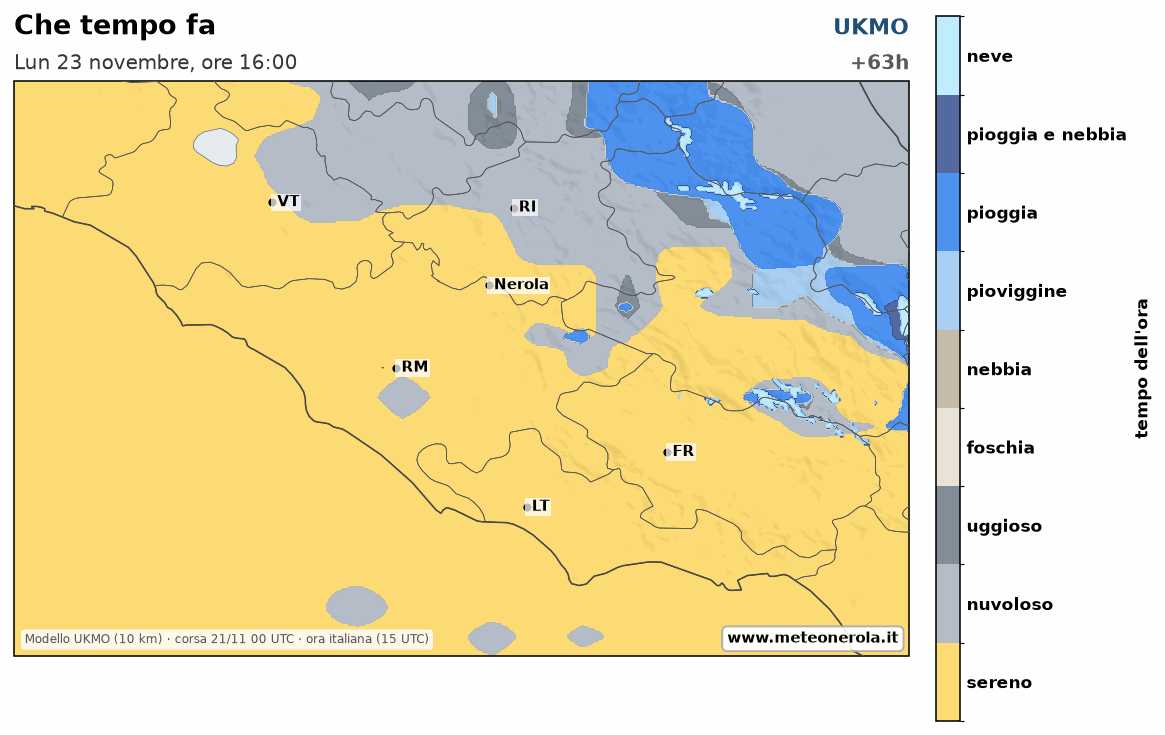 Che tempo fa
UKMO
Lun 23 novembre, ore 16:00
+63h
VT
RI
Nerola
RM
FR
LT
Modello UKMO (10 km) · corsa 21/11 00 UTC · ora italiana (15 UTC)
www.meteonerola.it
neve
pioggia e nebbia
pioggia
pioviggine
nebbia
foschia
uggioso
nuvoloso
sereno
tempo dell'ora